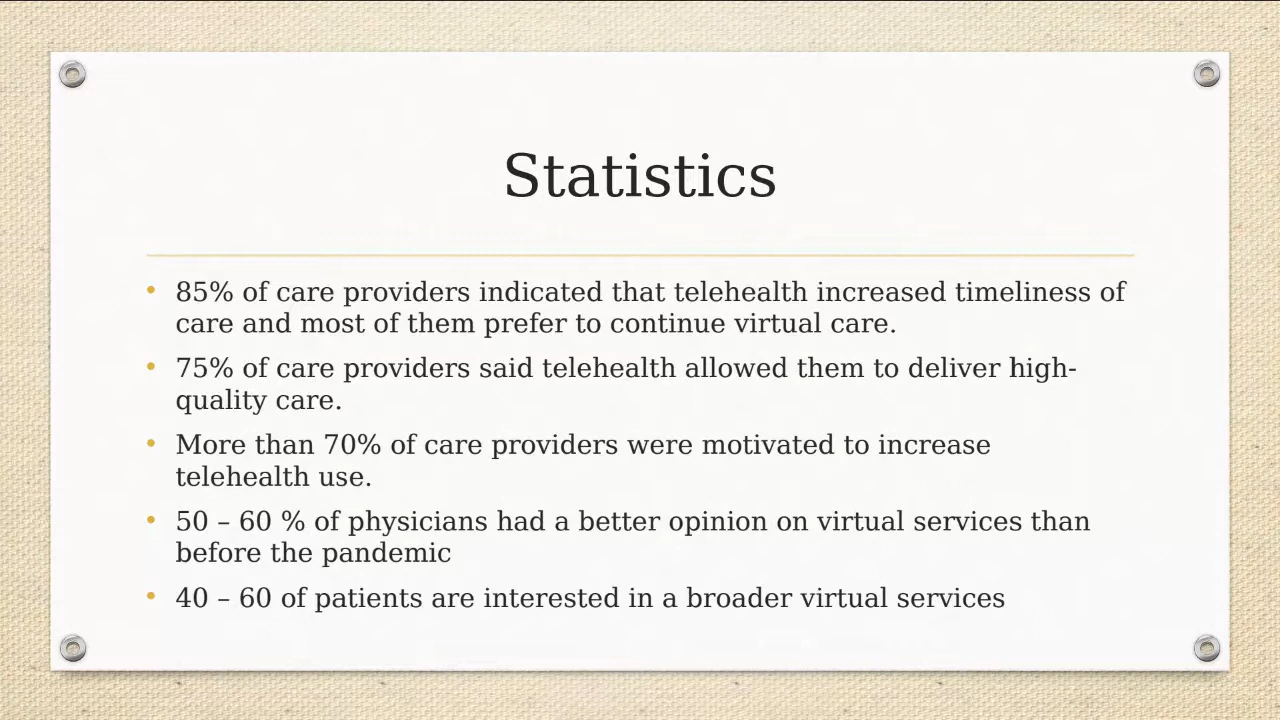 Statistics
• 85% of care providers indicated that telehealth increased timeliness of
care and most of them prefer to continue virtual care.
• 75% of care providers said telehealth allowed them to deliver high-
quality care.
• More than 70% of care providers were motivated to increase
telehealth use.
• 50 – 60 % of physicians had a better opinion on virtual services than
before the pandemic
• 40 – 60 of patients are interested in a broader virtual services